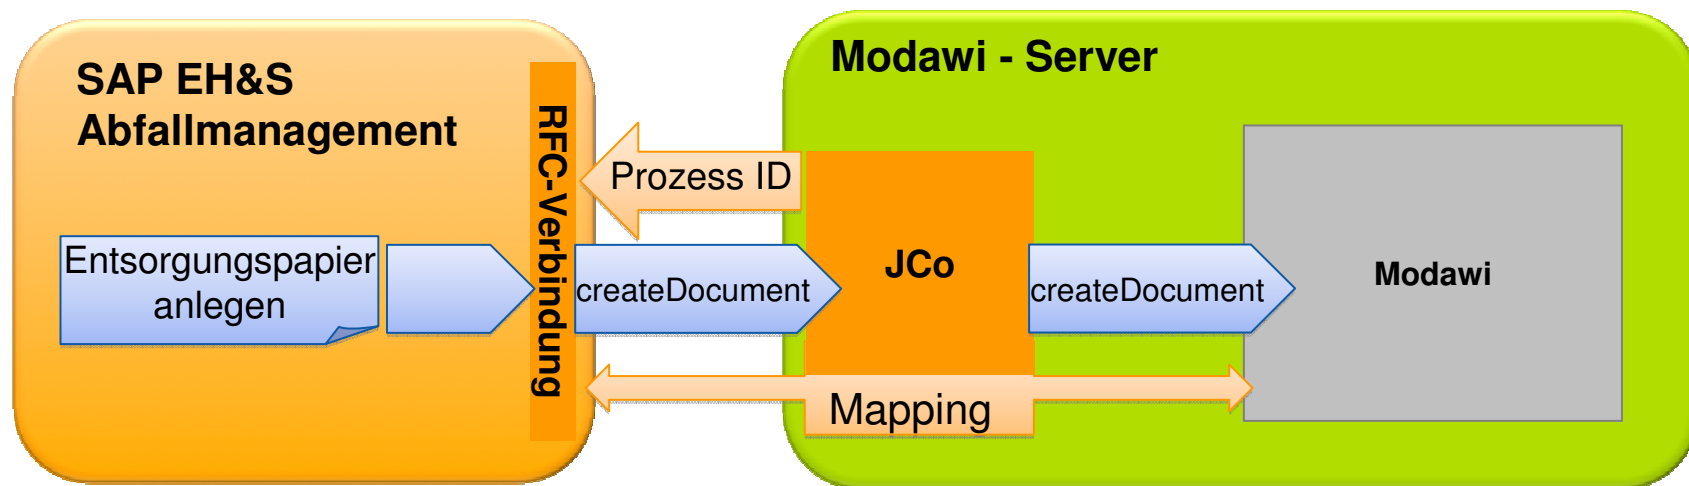 SAP EH&S
Abfallmanagement
Entsorgungspapier
anlegen
RFC-Verbindung
Prozess ID
createDocument
Modawi - Server
JCo
createDocument
Modawi
Mapping